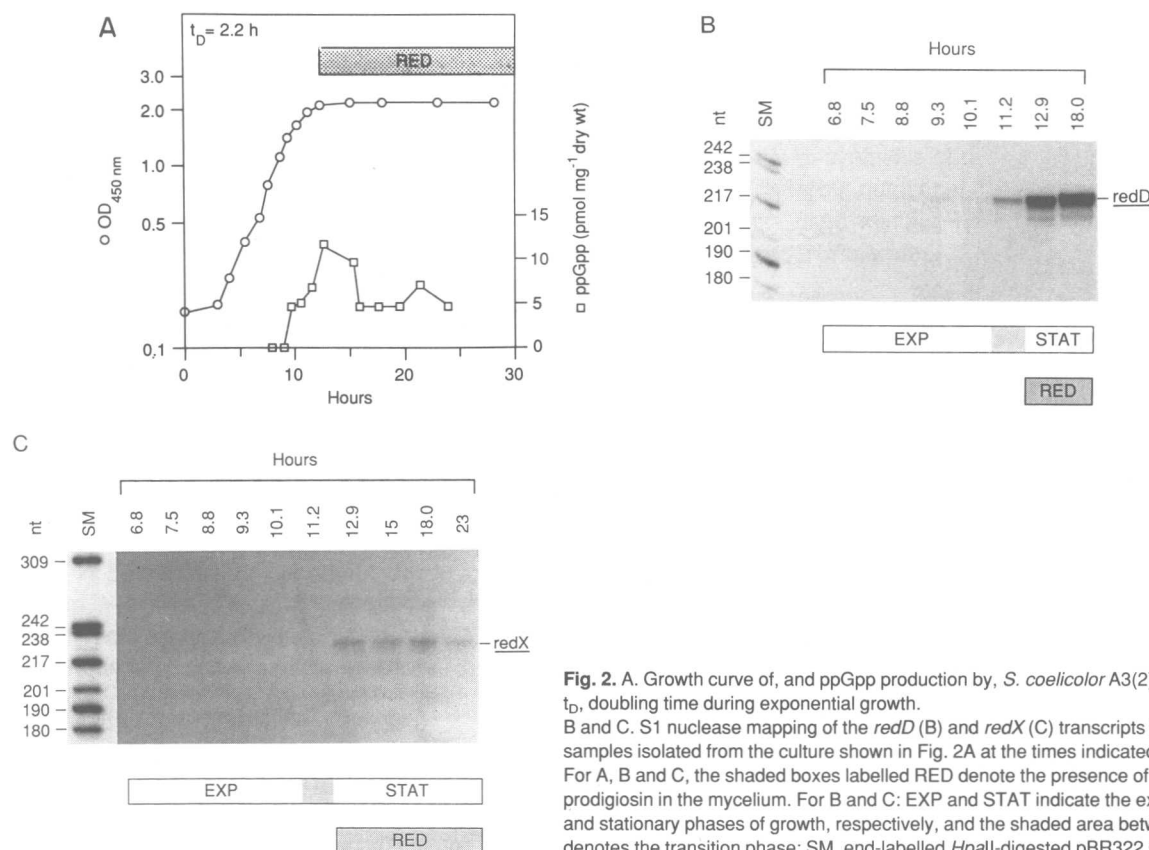 A
t_D = 2.2 h
RED
3.0
2.0
1.0
0.5
0.1
○ OD450 nm
15
10
5
0
□ ppGpp (pmol mg⁻¹ dry wt)
0
10
20
30
Hours
B
Hours
nt
SM
6.8
7.5
8.8
9.3
10.1
11.2
12.9
18.0
242
238
217
201
190
180
redD
EXP
STAT
RED
C
Hours
nt
SM
6.8
7.5
8.8
9.3
10.1
11.2
12.9
15
18.0
23
309
242
238
217
201
190
180
redX
EXP
STAT
RED
Fig. 2. A. Growth curve of, and ppGpp production by, S. coelicolor A3(2)
t_D, doubling time during exponential growth.
B and C. S1 nuclease mapping of the redD (B) and redX (C) transcripts
samples isolated from the culture shown in Fig. 2A at the times indicated
For A, B and C, the shaded boxes labelled RED denote the presence of
prodigiosin in the mycelium. For B and C: EXP and STAT indicate the
and stationary phases of growth, respectively, and the shaded area
denotes the transition phase; SM, end-labelled HpaII-digested pBR322